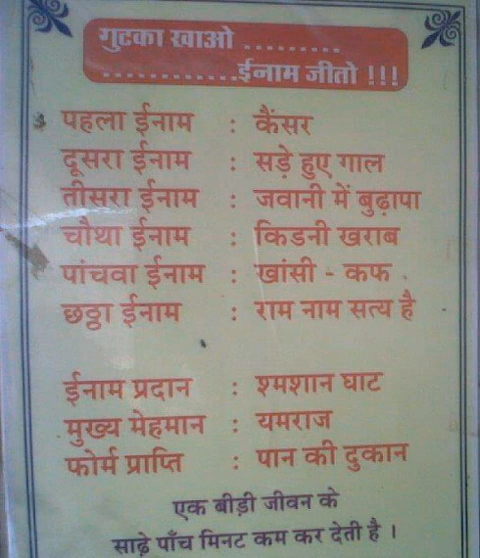 गुटका खाओ .........
............ईनाम जीतो !!!
पहला ईनाम : कैंसर
दूसरा ईनाम : सड़े हुए गाल
तीसरा ईनाम : जवानी में बुढ़ापा
चौथा ईनाम : किडनी खराब
पांचवा ईनाम : खांसी - कफ
छठ्ठा ईनाम : राम नाम सत्य है
ईनाम प्रदान : श्मशान घाट
मुख्य मेहमान : यमराज
फोर्म प्राप्ति : पान की दुकान
एक बीड़ी जीवन के
साढ़े पाँच मिनट कम कर देती है ।